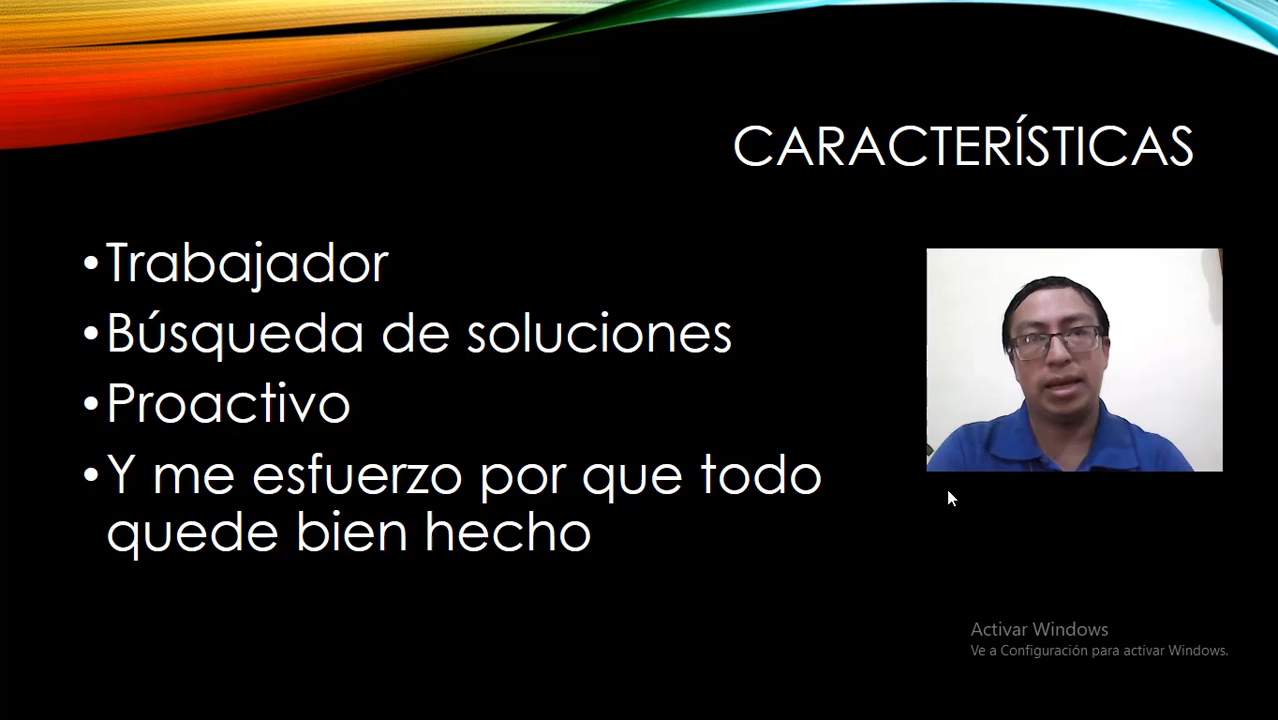 CARACTERÍSTICAS
•Trabajador
•Búsqueda de soluciones
•Proactivo
•Y me esfuerzo por que todo
quede bien hecho
Activar Windows
Ve a Configuración para activar Windows.